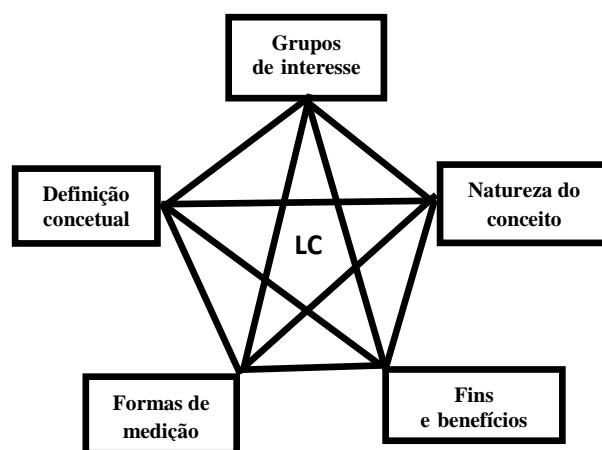 Grupos
de interesse
Definição
concetual
Natureza do
conceito
LC
Formas de
medição
Fins
e benefícios